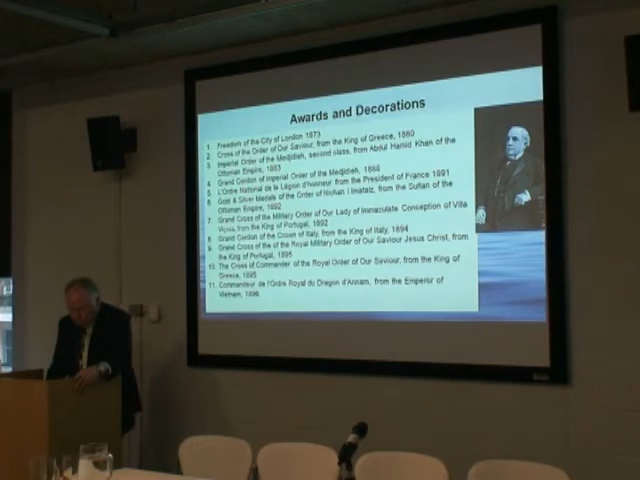 Awards and Decorations
1. Freedom of the City of London 1873
2. Cross of the Order of Our Saviour, from the King of Greece, 1880
3. Imperial Order of the Medjidieh, second class, from Abdul Hamid Khan of the
Ottoman Empire, 1883
4. Grand Cordon of Imperial Order of the Medjidieh, 1886
5. L'Ordre National de la Légion d'honneur from the President of France 1891
6. Gold & Silver Medals of the Order of Nichan I Imataiz, from the Sultan of the
Ottoman Empire, 1892
7. Grand Cross of the Military Order of Our Lady of Immaculate Conception of Ville
from the King of Portugal, 1892
8. Grand Cordon of the Crown of Italy, from the King of Italy, 1894
9. Grand Cross of the of the Royal Military Order of Our Saviour Jesus Christ, from
the King of Portugal, 1895
10. The Cross of Commander of the Royal Order of Our Saviour, from the King of
Greece, 1895
11. Commandeur de l'Ordre Royal du Dragon d'Annam, from the Emperor of
Vietnam, 1896